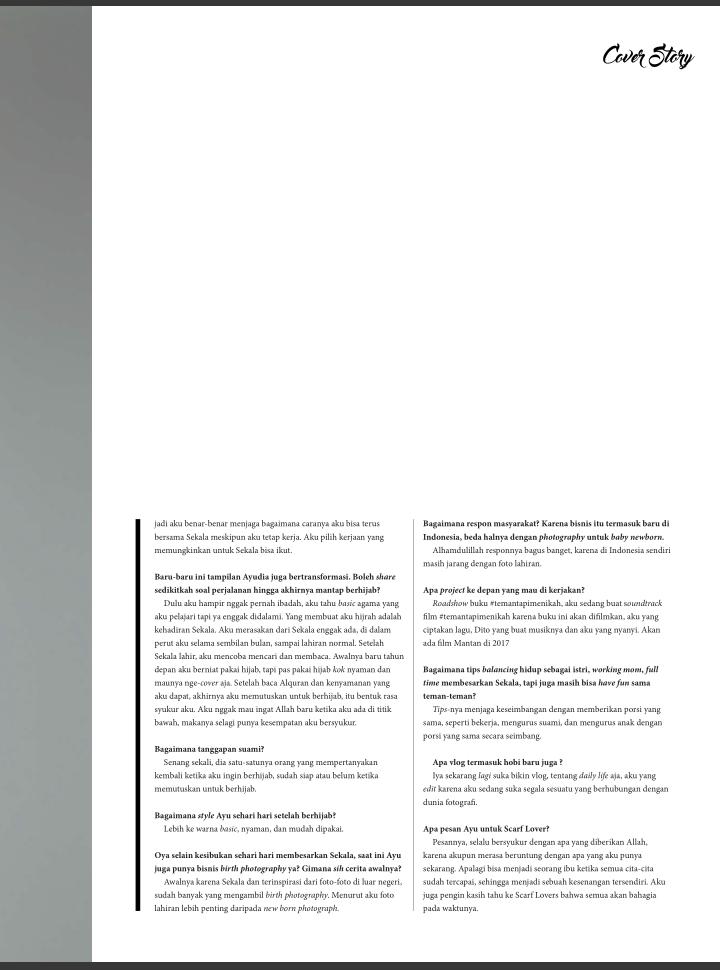 Cover Story
jadi aku benar-benar menjaga bagaimana caranya aku bisa terus
bersama Sekala meskipun aku tetap kerja. Aku pilih kerjaan yang
memungkinkan untuk Sekala bisa ikut.
Baru-baru ini tampilan Ayudia juga bertransformasi. Boleh share
sedikitkah soal perjalanan hingga akhirnya mantap berhijab?
Dulu aku hampir nggak pernah ibadah, aku tahu basic agama yang
aku pelajari tapi ya enggak didalami. Yang membuat aku hijrah adalah
kehadiran Sekala. Aku merasakan dari Sekala enggak ada, di dalam
perut aku selama sembilan bulan, sampai lahiran normal. Setelah
Sekala lahir, aku mencoba mencari dan membaca. Awalnya baru tahun
depan aku berniat pakai hijab, tapi pas pakai hijab kok nyaman dan
maunya nge-cover aja. Setelah baca Alquran dan kenyamanan yang
aku dapat, akhirnya aku memutuskan untuk berhijab, itu bentuk rasa
syukur aku. Aku nggak mau ingat Allah baru ketika aku ada di titik
bawah, makanya selagi punya kesempatan aku bersyukur.
Bagaimana tanggapan suami?
Senang sekali, dia satu-satunya orang yang mempertanyakan
kembali ketika aku ingin berhijab, sudah siap atau belum ketika
memutuskan untuk berhijab.
Bagaimana style Ayu sehari hari setelah berhijab?
Lebih ke warna basic, nyaman, dan mudah dipakai.
Oya selain kesibukan sehari hari membesarkan Sekala, saat ini Ayu
juga punya bisnis birth photography ya? Gimana sih cerita awalnya?
Awalnya karena Sekala dan terinspirasi dari foto-foto di luar negeri,
sudah banyak yang mengambil birth photography. Menurut aku foto
lahiran lebih penting daripada new born photograph.
Bagaimana respon masyarakat? Karena bisnis itu termasuk baru di
Indonesia, beda halnya dengan photography untuk baby newborn.
Alhamdulillah responnya bagus banget, karena di Indonesia sendiri
masih jarang dengan foto lahiran.
Apa project ke depan yang mau di kerjakan?
Roadshow buku #temantapimenikah, aku sedang buat soundtrack
film #temantapimenikah karena buku ini akan difilmkan, aku yang
ciptakan lagu, Dito yang buat musiknya dan aku yang nyanyi. Akan
ada film Mantan di 2017
Bagaimana tips balancing hidup sebagai istri, working mom, full
time membesarkan Sekala, tapi juga masih bisa have fun sama
teman-teman?
Tips-nya menjaga keseimbangan dengan memberikan porsi yang
sama, seperti bekerja, mengurus suami, dan mengurus anak dengan
porsi yang sama secara seimbang.
Apa vlog termasuk hobi baru juga ?
Iya sekarang lagi suka bikin vlog, tentang daily life aja, aku yang
edit karena aku sedang suka segala sesuatu yang berhubungan dengan
dunia fotografi.
Apa pesan Ayu untuk Scarf Lover?
Pesannya, selalu bersyukur dengan apa yang diberikan Allah,
karena akupun merasa beruntung dengan apa yang aku punya
sekarang. Apalagi bisa menjadi seorang ibu ketika semua cita-cita
sudah tercapai, sehingga menjadi sebuah kesenangan tersendiri. Aku
juga pengin kasih tahu ke Scarf Lovers bahwa semua akan bahagia
pada waktunya.